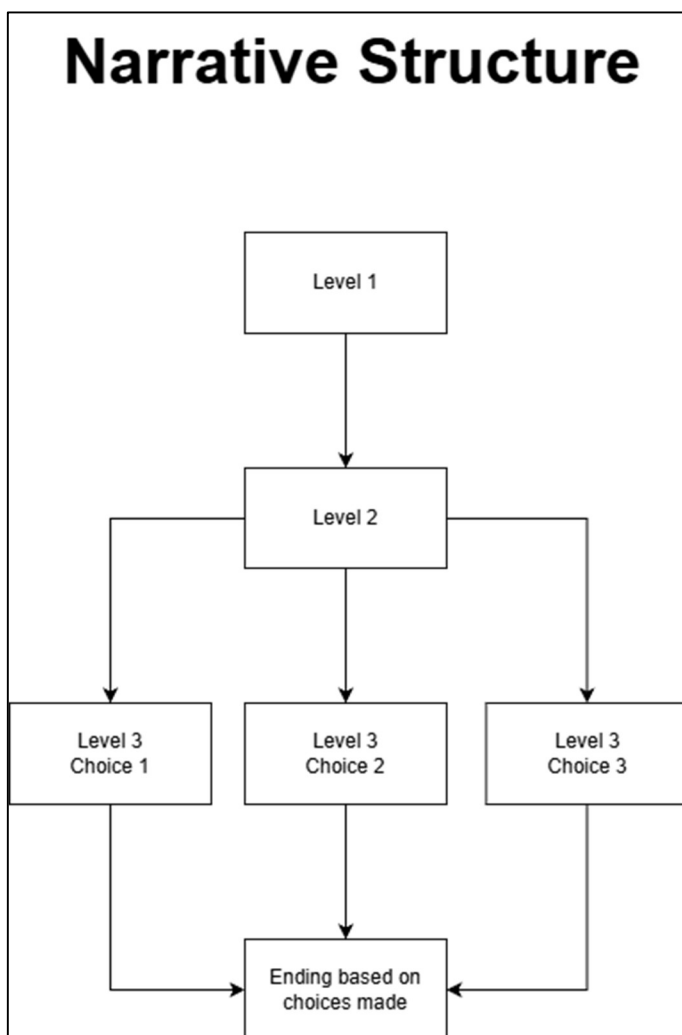 Narrative Structure
Level 1
Level 2
Level 3
Choice 1
Level 3
Choice 2
Level 3
Choice 3
Ending based on
choices made